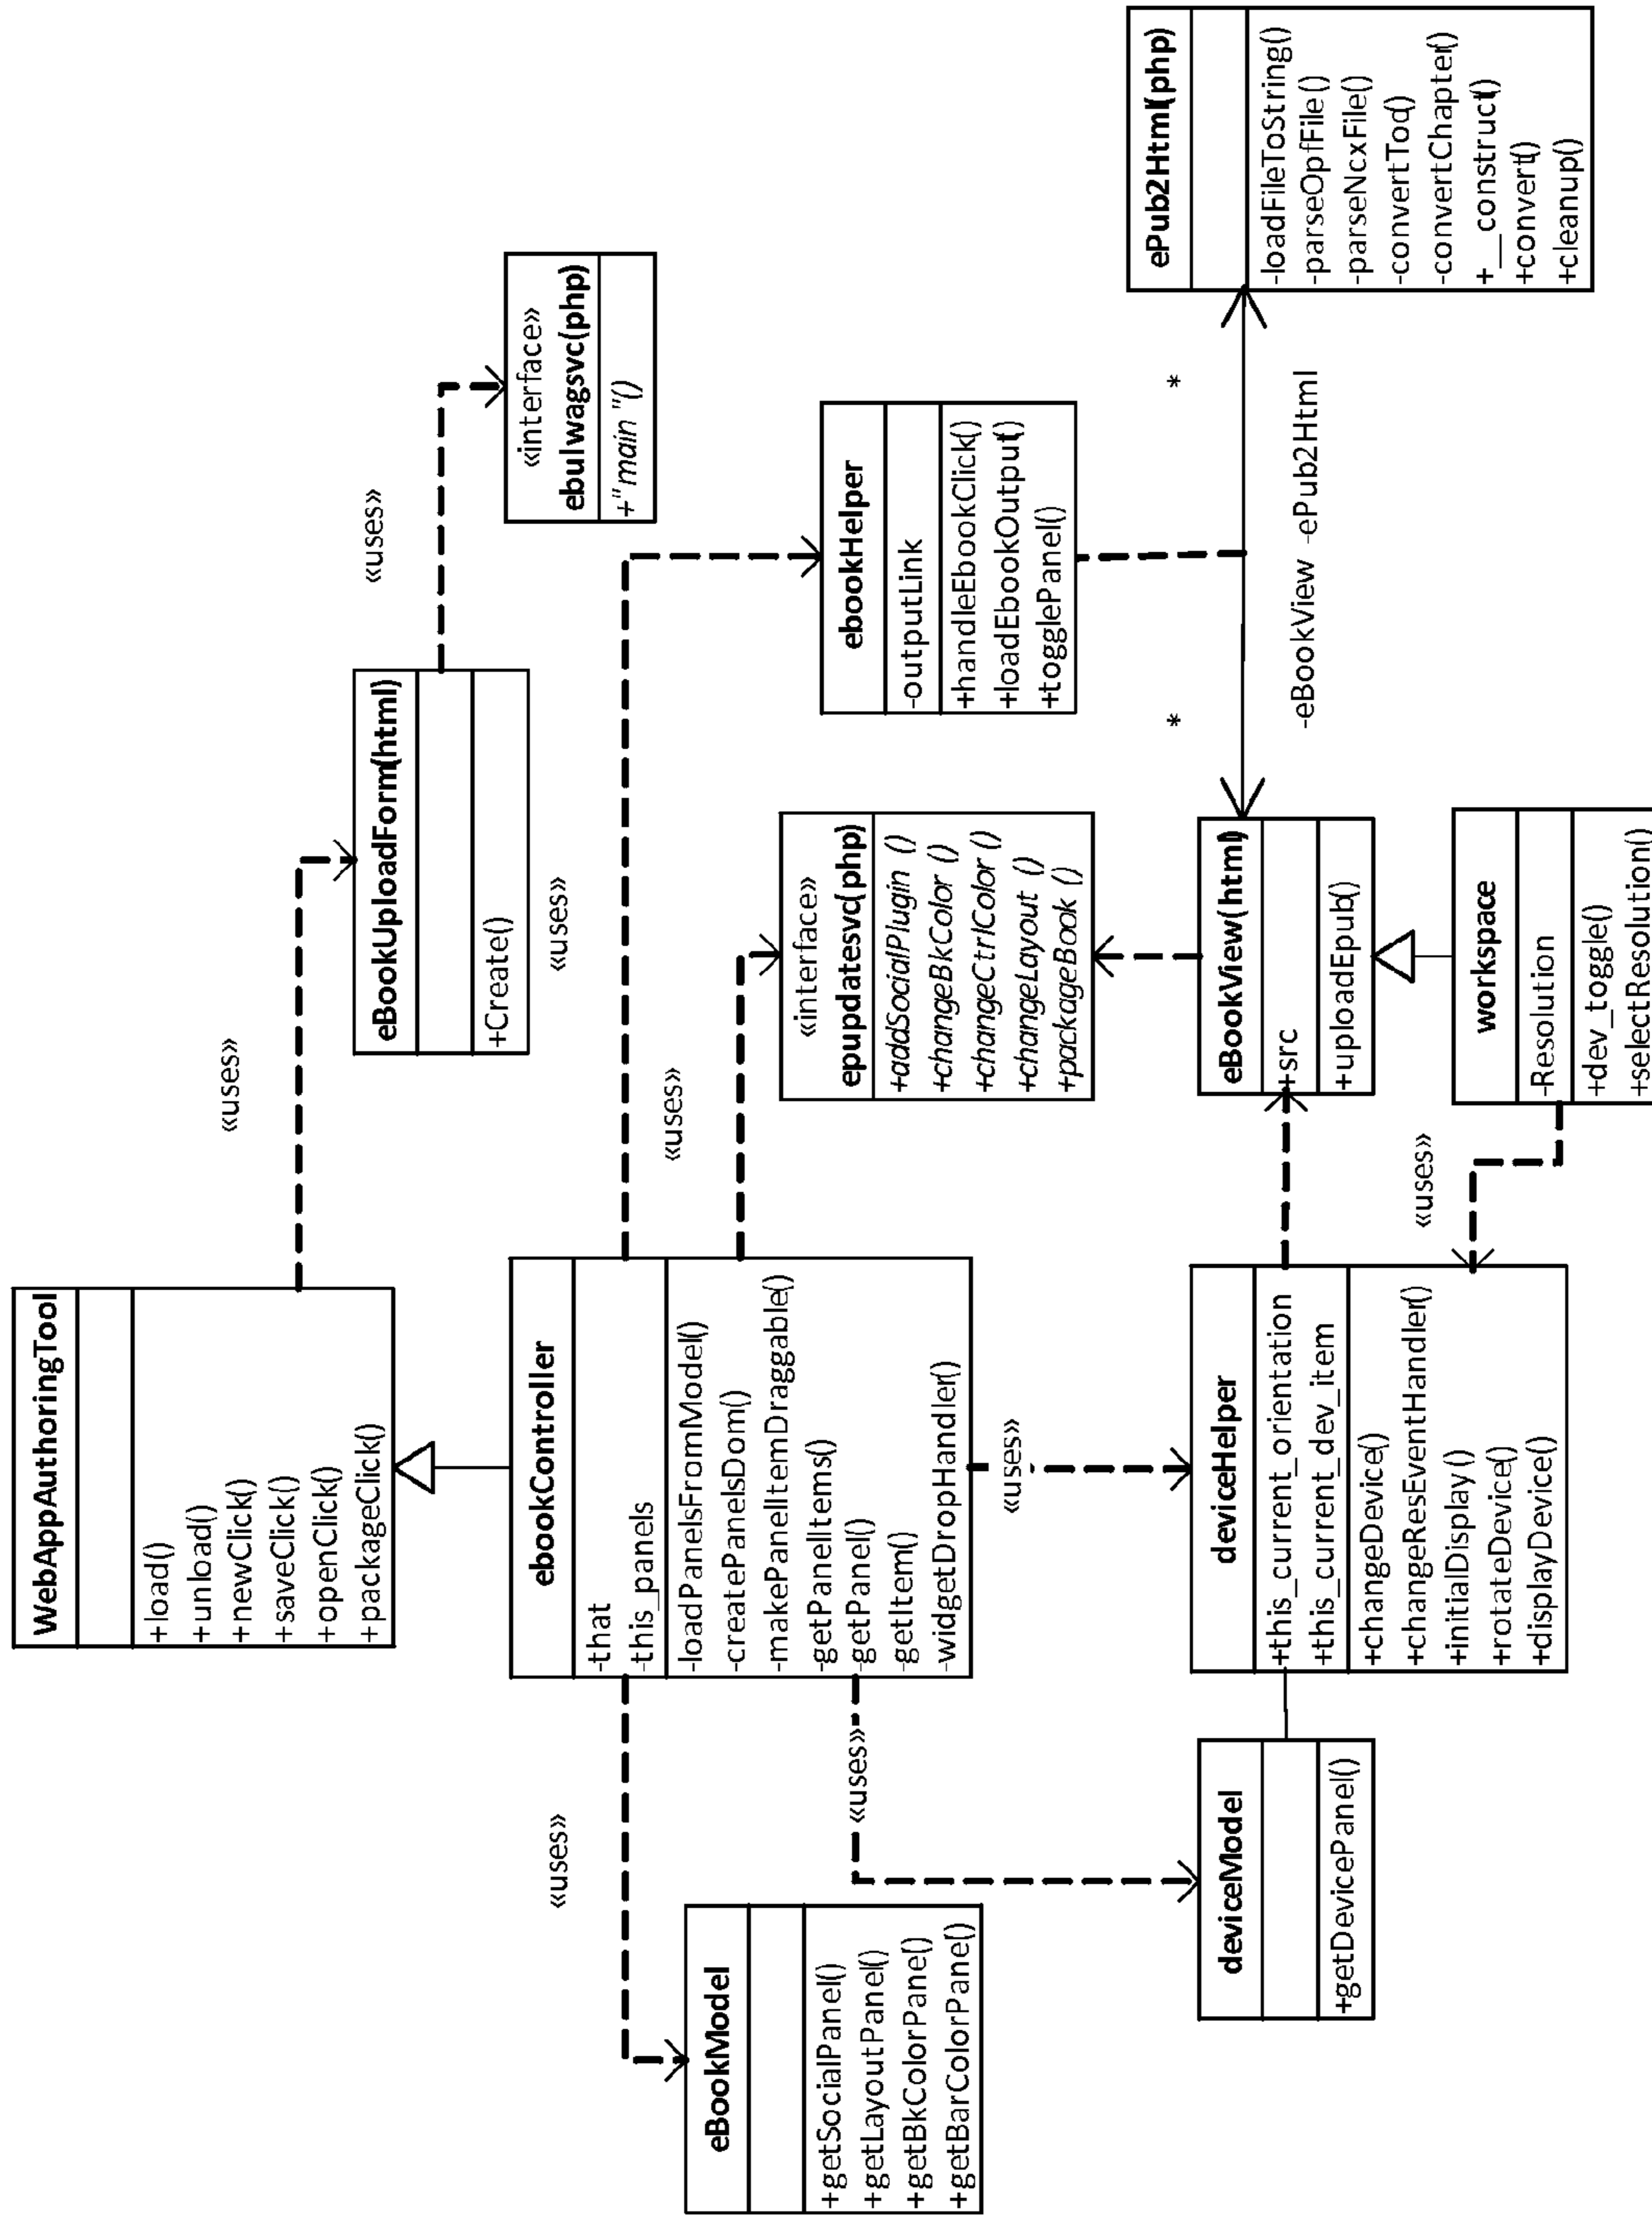 WebAppAuthoringTool
+load()
+unload()
+newClick()
+saveClick()
+openClick()
+packageClick()
«uses»
eBookUploadForm(html)
+Create()
«uses»
«interface»
ebulwagsvc(php)
+"main "()
ebookController
-that
-this_panels
-loadPanelsFromModel()
-createPanelsDom()
-makePanelItemDraggable()
-getPanelItems()
-getPanel()
-getItem()
-widgetDropHandler()
«uses»
eBookModel
+getSocialPanel()
+getLayoutPanel()
+getBkColorPanel()
+getBarColorPanel()
«uses»
«uses»
«interface»
epupdatesvc(php)
+addSocialPlugin ()
+changeBkColor ()
+changeCtrlColor ()
+changeLayout ()
+packageBook ()
ebookHelper
-outputLink
+handleEbookClick()
+loadEbookOutput()
+togglePanel()
«uses»
«uses»
deviceModel
+getDevicePanel()
deviceHelper
+this_current_orientation
+this_current_dev_item
+changeDevice()
+changeResEventHandler()
+initialDisplay()
+rotateDevice()
+displayDevice()
eBookView(html)
+src
+uploadEpub()
*
*
-eBookView -ePub2Html
ePub2Html(php)
-loadFileToString()
-parseOpfFile()
-parseNcxFile()
-convertToc()
-convertChapter()
+__construct()
+convert()
+cleanup()
«uses»
workspace
-Resolution
+dev_toggle()
+selectResolution()